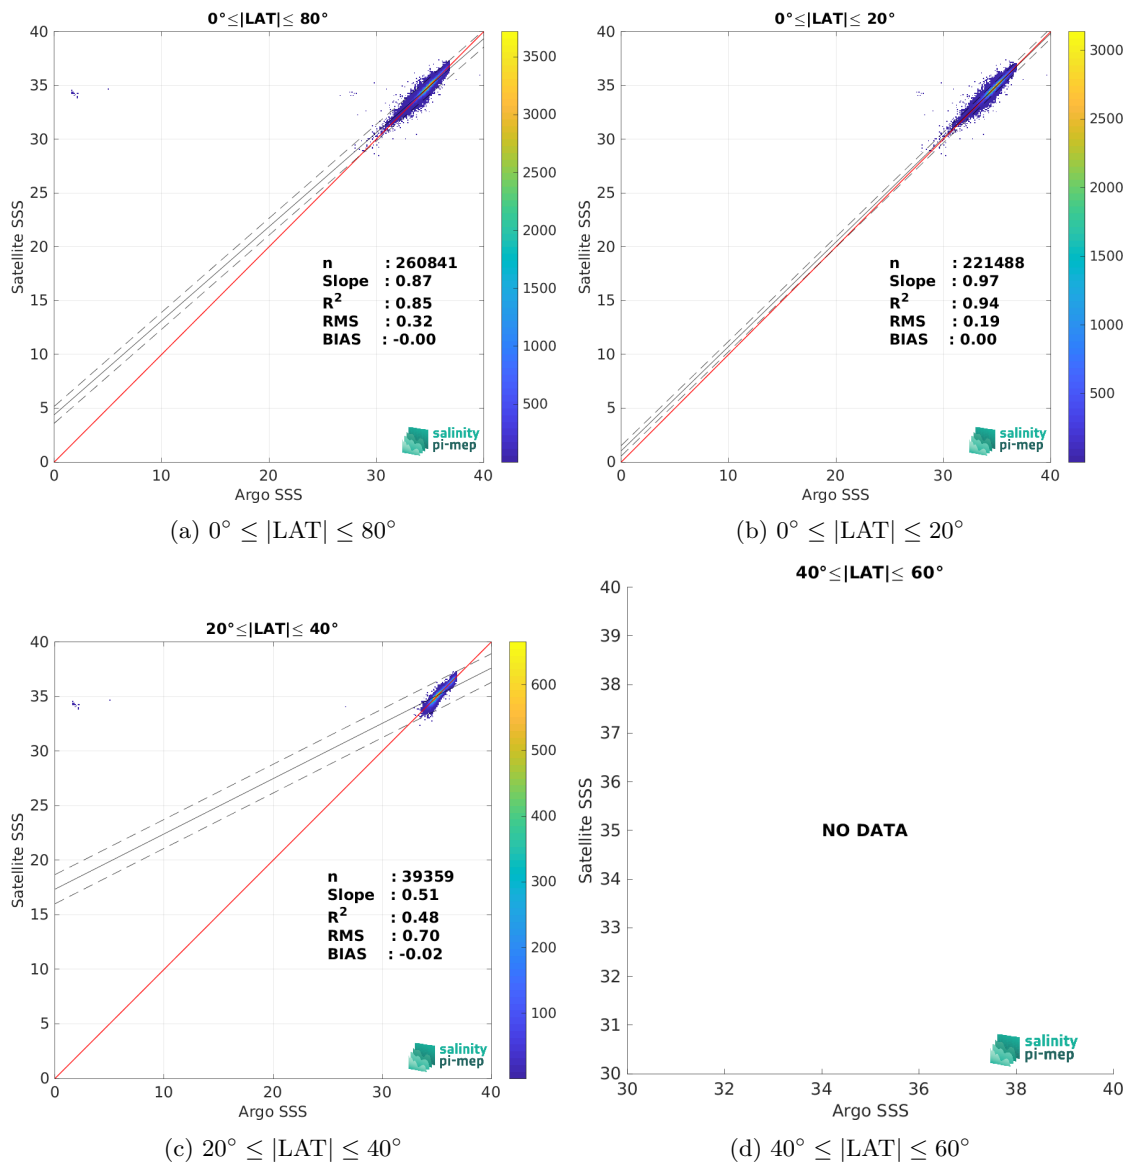 0°≤|LAT|≤ 80°
40
35
30
25
20
15
10
5
0
0
10
20
30
40
Satellite SSS
Argo SSS
n : 260841
Slope : 0.87
R² : 0.85
RMS : 0.32
BIAS : -0.00
3500
3000
2500
2000
1500
1000
500
salinity
pi-mep
(a) 0° ≤ |LAT| ≤ 80°
0°≤|LAT|≤ 20°
40
35
30
25
20
15
10
5
0
0
10
20
30
40
Satellite SSS
Argo SSS
n : 221488
Slope : 0.97
R² : 0.94
RMS : 0.19
BIAS : 0.00
3000
2500
2000
1500
1000
500
salinity
pi-mep
(b) 0° ≤ |LAT| ≤ 20°
20°≤|LAT|≤ 40°
40
35
30
25
20
15
10
5
0
0
10
20
30
40
Satellite SSS
Argo SSS
n : 39359
Slope : 0.51
R² : 0.48
RMS : 0.70
BIAS : -0.02
600
500
400
300
200
100
salinity
pi-mep
(c) 20° ≤ |LAT| ≤ 40°
40°≤|LAT|≤ 60°
40
39
38
37
36
35
34
33
32
31
30
30
32
34
36
38
40
Satellite SSS
Argo SSS
NO DATA
salinity
pi-mep
(d) 40° ≤ |LAT| ≤ 60°